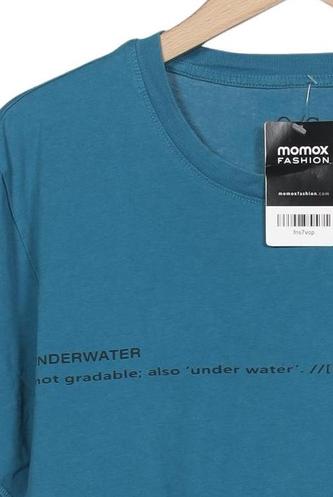 momox
FASHION
momoxfashion.com
fns7vop
NDERWATER
not gradable; also 'under water'. //[